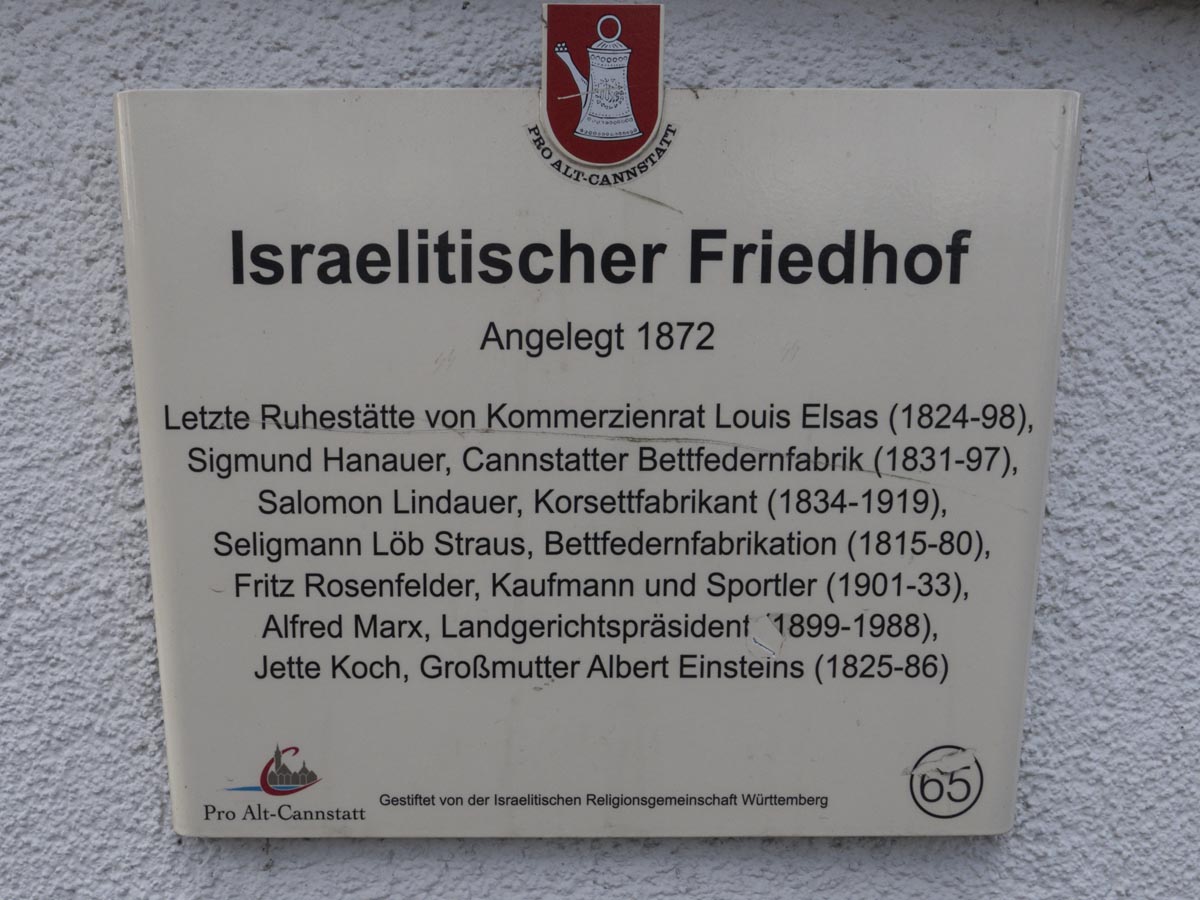 PRO ALT-CANNSTATT
Israelitischer Friedhof
Angelegt 1872
Letzte Ruhestätte von Kommerzienrat Louis Elsas (1824-98),
Sigmund Hanauer, Cannstatter Bettfedernfabrik (1831-97),
Salomon Lindauer, Korsettfabrikant (1834-1919),
Seligmann Löb Straus, Bettfedernfabrikation (1815-80),
Fritz Rosenfelder, Kaufmann und Sportler (1901-33),
Alfred Marx, Landgerichtspräsident (1899-1988),
Jette Koch, Großmutter Albert Einsteins (1825-86)
Pro Alt-Cannstatt
Gestiftet von der Israelitischen Religionsgemeinschaft Württemberg
65